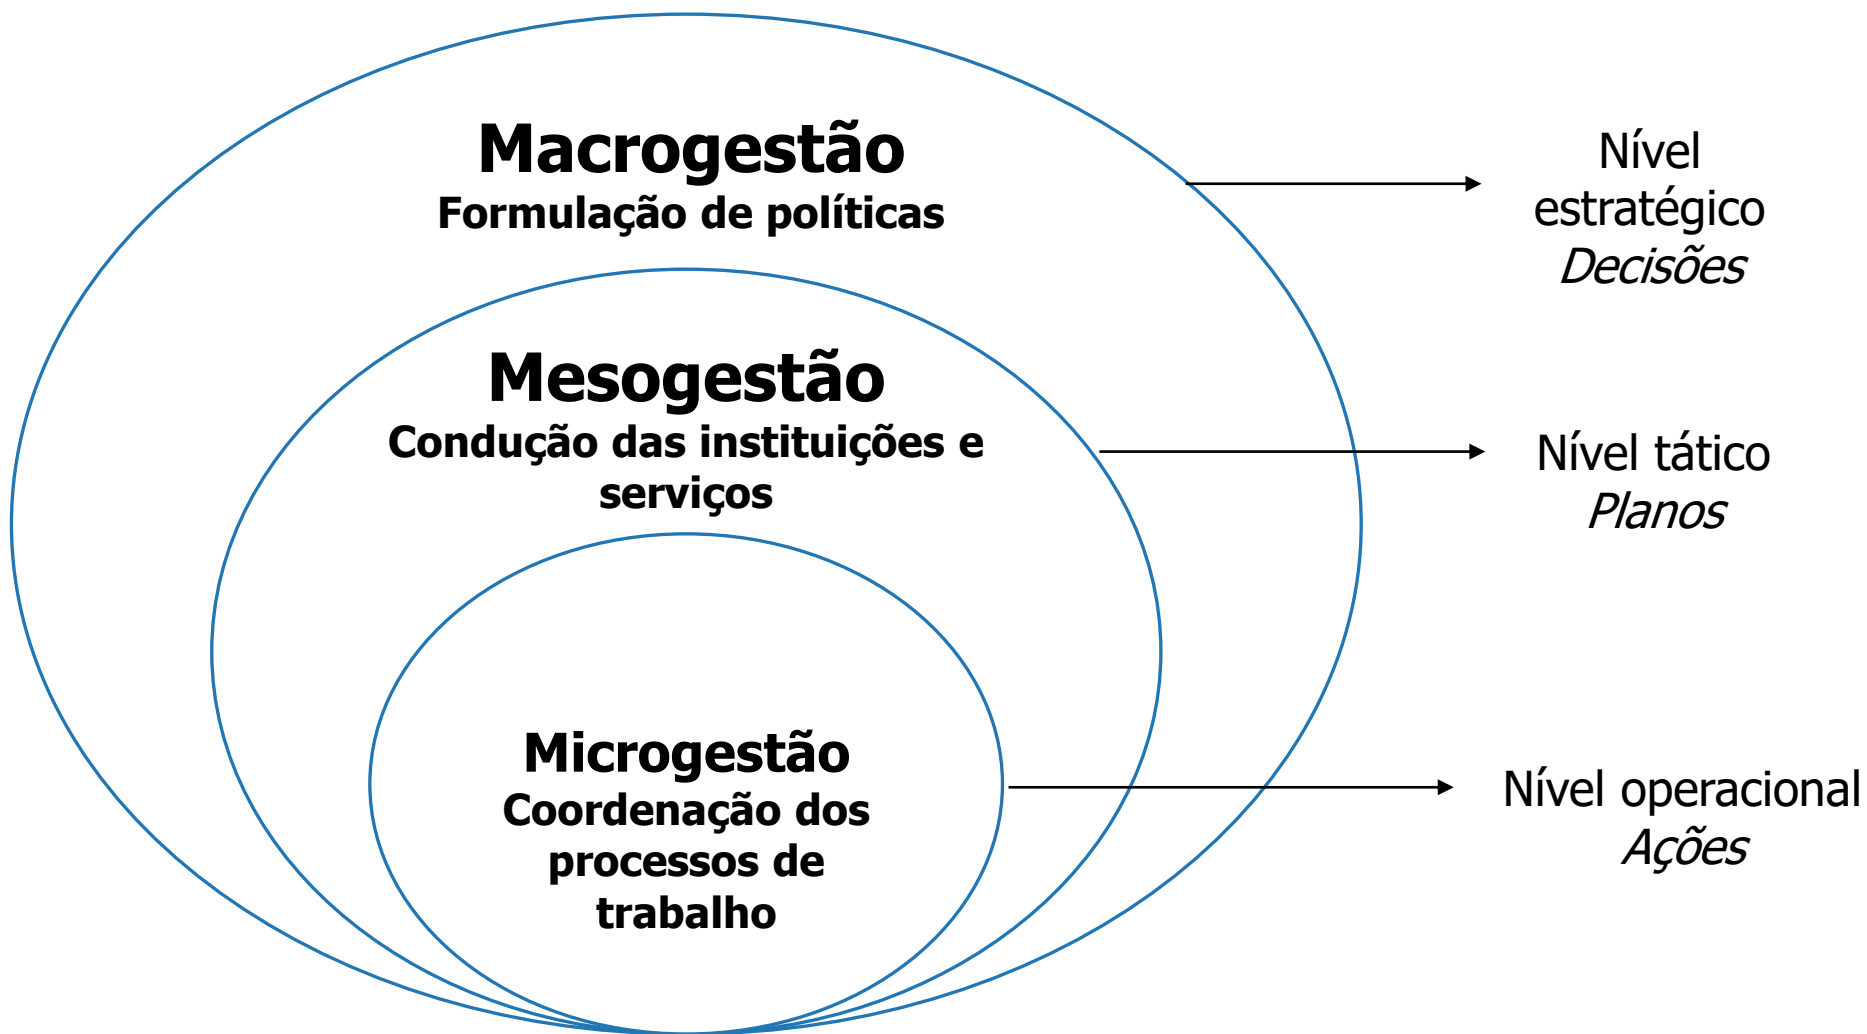 Macrogestão
Formulação de políticas
Nível
estratégico
Decisões
Mesogestão
Condução das instituições e
serviços
Nível tático
Planos
Microgestão
Coordenação dos
processos de
trabalho
Nível operacional
Ações